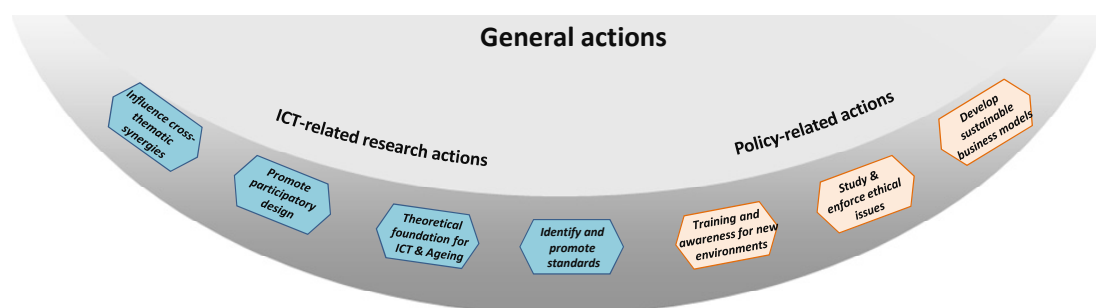 General actions
ICT-related research actions
Policy-related actions
Influence cross-
thematic
synergies
Promote
participatory
design
Theoretical
foundation for
ICT & Ageing
Identify and
promote
standards
Training and
awareness for new
environments
Study &
enforce ethical
issues
Develop
sustainable
business models